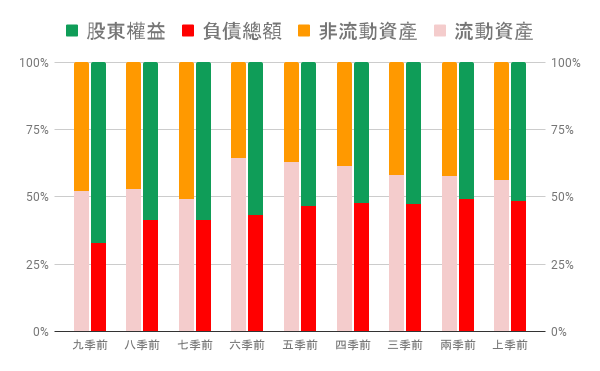 股東權益 負債總額 非流動資產 流動資產
100% 100%
75% 75%
50% 50%
25% 25%
0% 0%
九季前 八季前 七季前 六季前 五季前 四季前 三季前 兩季前 上季前